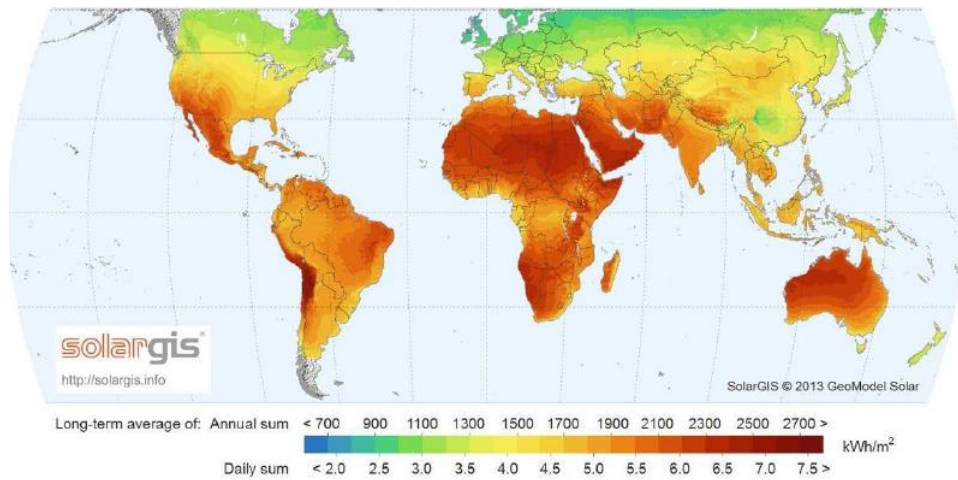 solargis
http://solargis.info
SolarGIS © 2013 GeoModel Solar
Long-term average of: Annual sum < 700 900 1100 1300 1500 1700 1900 2100 2300 2500 2700 >
kWh/m²
Daily sum < 2.0 2.5 3.0 3.5 4.0 4.5 5.0 5.5 6.0 6.5 7.0 7.5 >